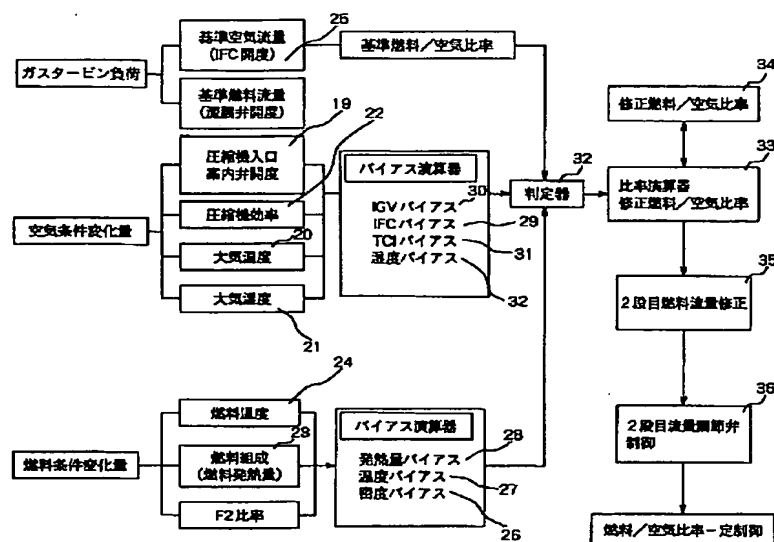 ガスタービン負荷
基準空気流量
(IFC開度)
25
基準燃料/空気比率
基準燃料流量
(流調弁開度)
19
22
圧縮機入口
案内弁開度
圧縮機効率
20
空気条件変化量
大気温度
大気湿度
21
バイアス演算器
IGVバイアス
30
IFCバイアス
29
TCIバイアス
31
湿度バイアス
32
32
判定器
34
修正燃料/空気比率
33
比率演算器
修正燃料/空気比率
35
2段目燃料流量修正
36
2段目流量調節弁
制御
燃料/空気比率一定制御
24
燃料温度
23
燃料条件変化量
燃料組成
(燃料発熱量)
F2比率
バイアス演算器
発熱量バイアス
28
温度バイアス
27
密度バイアス
26